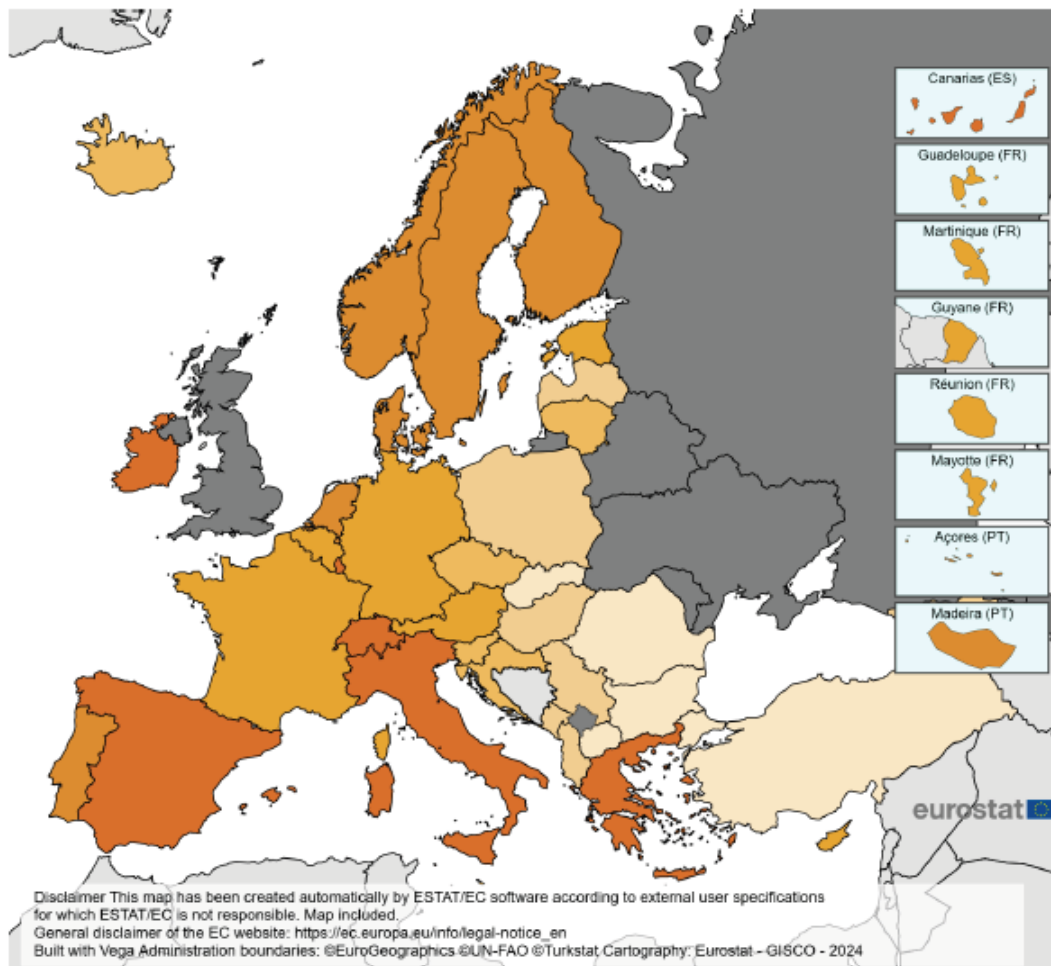 Canarias (ES)
Guadeloupe (FR)
Martinique (FR)
Guyane (FR)
Réunion (FR)
Mayotte (FR)
Açores (PT)
Madeira (PT)
eurostat
Disclaimer This map has been created automatically by ESTAT/EC software according to external user specifications
for which ESTAT/EC is not responsible. Map included.
General disclaimer of the EC website: https://ec.europa.eu/info/legal-notice_en
Built with Vega Administration boundaries: ©EuroGeographics ©UN-FAO ©Turkstat Cartography: Eurostat - GISCO - 2024